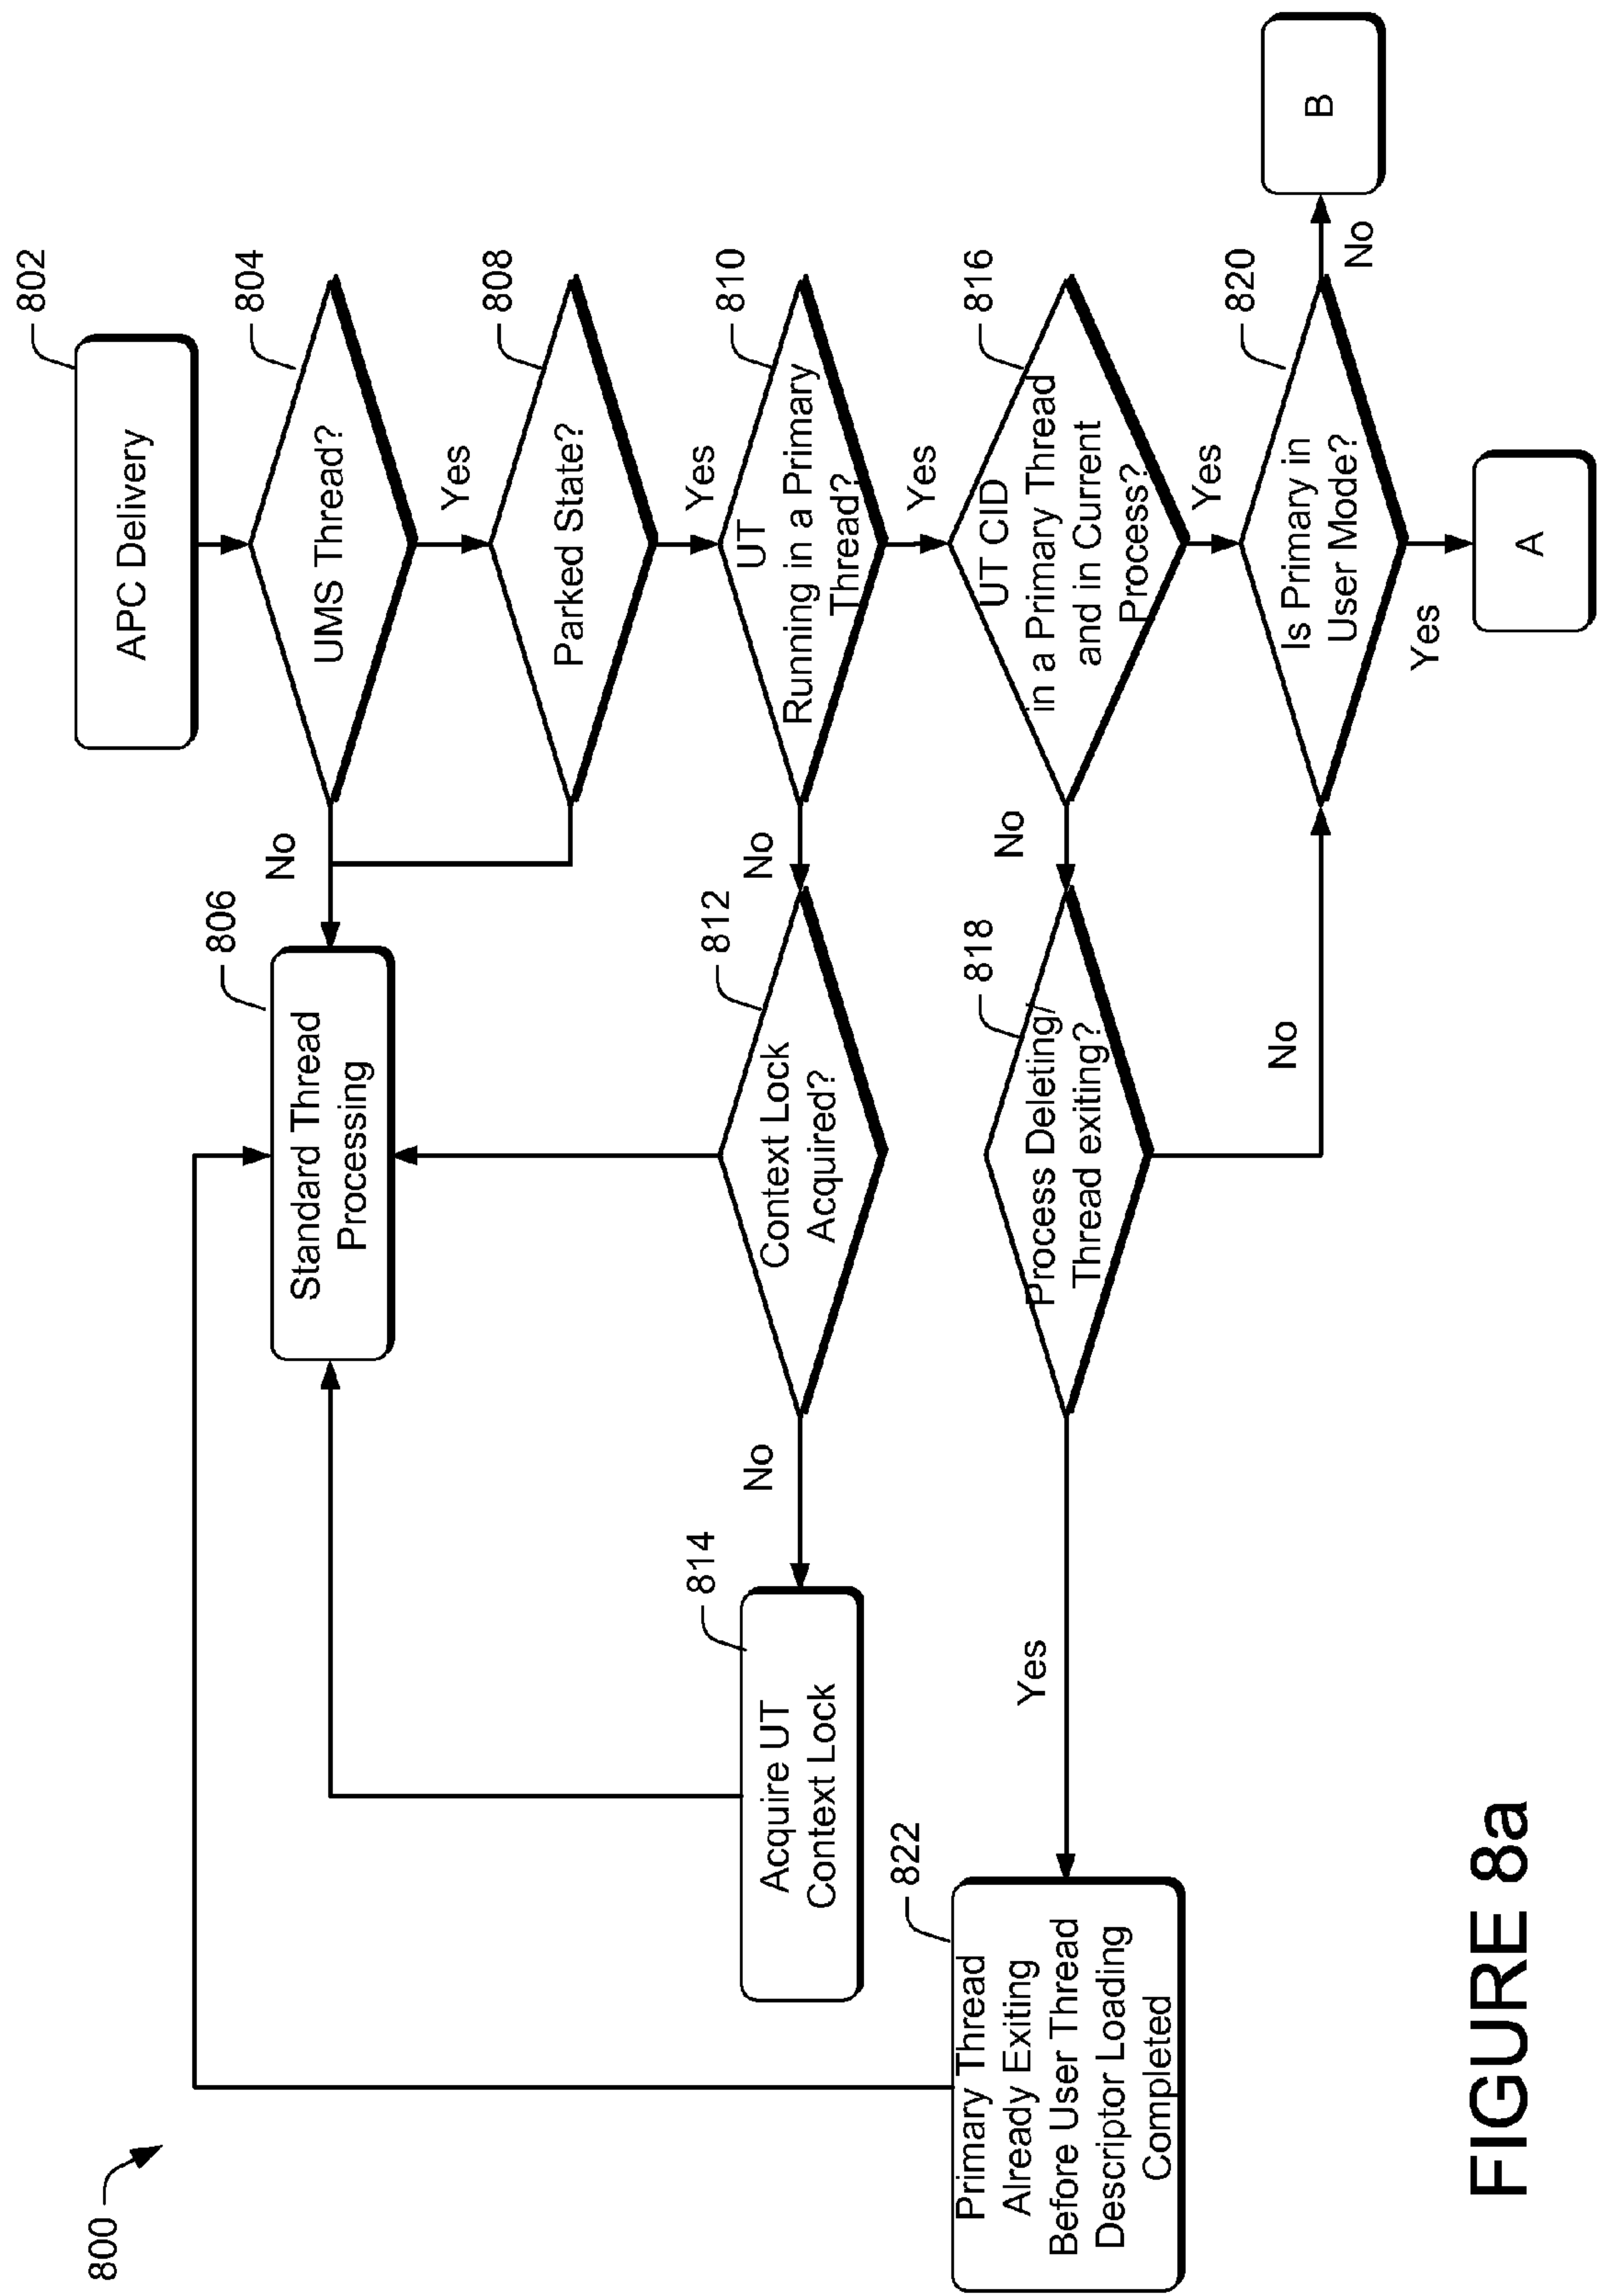 800
802
APC Delivery
804
UMS Thread?
No
Yes
806
Standard Thread
Processing
808
Parked State?
Yes
810
UT
Running in a Primary
Thread?
No
Yes
812
Context Lock
Acquired?
No
814
Acquire UT
Context Lock
816
UT CID
in a Primary Thread
and in Current
Process?
No
Yes
818
Process Deleting/
Thread exiting?
Yes
No
822
Primary Thread
Already Exiting
Before User Thread
Descriptor Loading
Completed
820
Is Primary in
User Mode?
No
B
Yes
A
FIGURE 8a